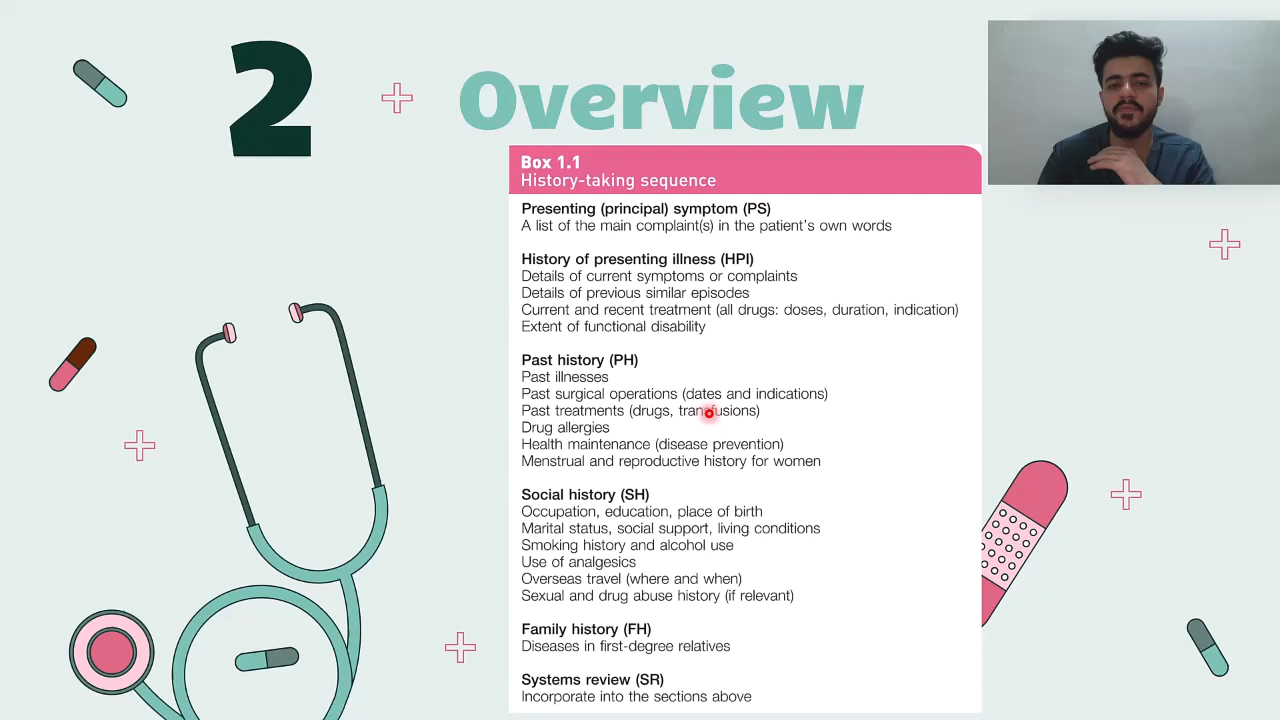 2
Overview
Box 1.1
History-taking sequence
Presenting (principal) symptom (PS)
A list of the main complaint(s) in the patient's own words
History of presenting illness (HPI)
Details of current symptoms or complaints
Details of previous similar episodes
Current and recent treatment (all drugs: doses, duration, indication)
Extent of functional disability
Past history (PH)
Past illnesses
Past surgical operations (dates and indications)
Past treatments (drugs, transfusions)
Drug allergies
Health maintenance (disease prevention)
Menstrual and reproductive history for women
Social history (SH)
Occupation, education, place of birth
Marital status, social support, living conditions
Smoking history and alcohol use
Use of analgesics
Overseas travel (where and when)
Sexual and drug abuse history (if relevant)
Family history (FH)
Diseases in first-degree relatives
Systems review (SR)
Incorporate into the sections above